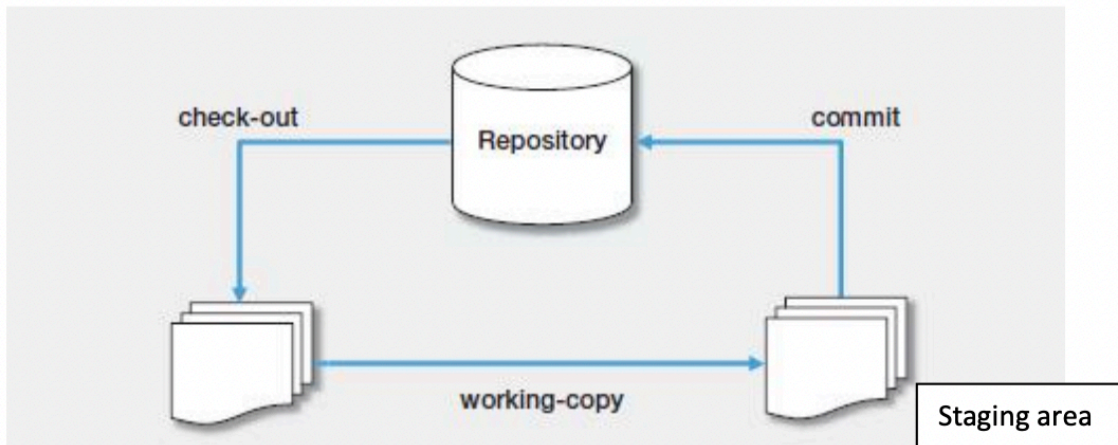 check-out
commit
Repository
working-copy
Staging area